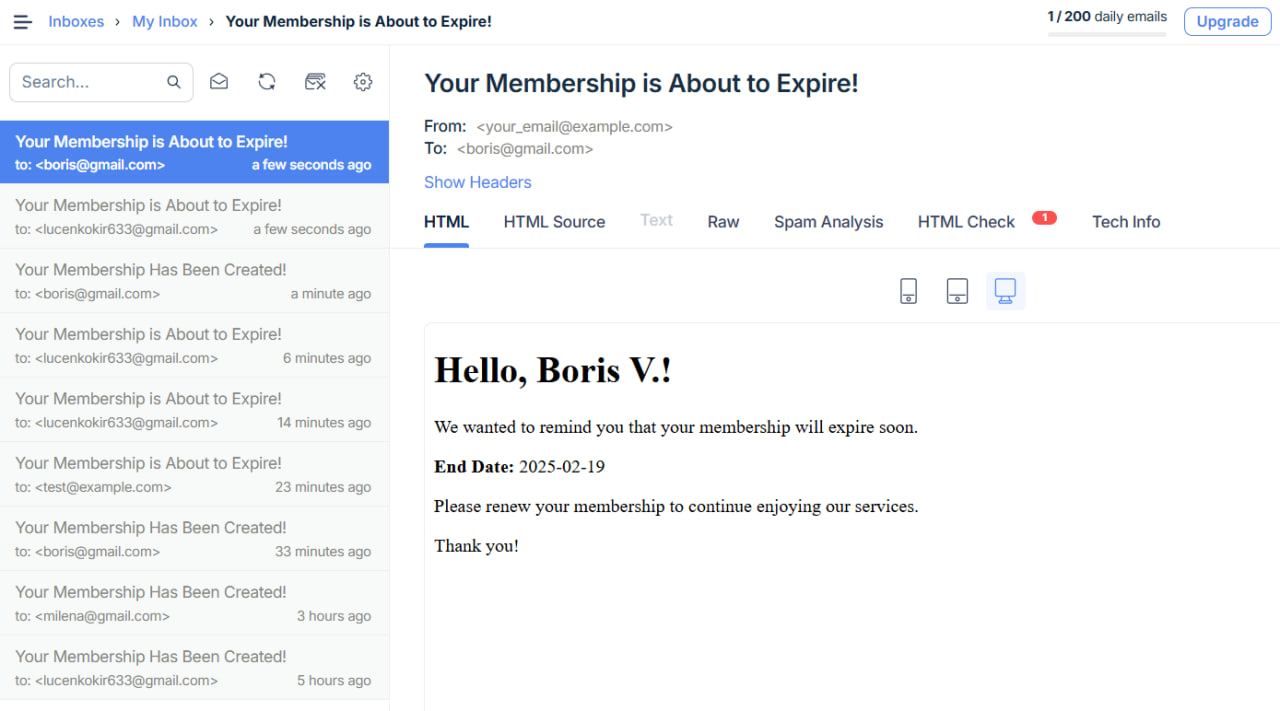 Inboxes › My Inbox › Your Membership is About to Expire!
1 / 200 daily emails
Upgrade
Search...
Your Membership is About to Expire!
to: <boris@gmail.com> a few seconds ago
Your Membership is About to Expire!
to: <lucenkokir633@gmail.com> a few seconds ago
Your Membership Has Been Created!
to: <boris@gmail.com> a minute ago
Your Membership is About to Expire!
to: <lucenkokir633@gmail.com> 6 minutes ago
Your Membership is About to Expire!
to: <lucenkokir633@gmail.com> 14 minutes ago
Your Membership is About to Expire!
to: <test@example.com> 23 minutes ago
Your Membership Has Been Created!
to: <boris@gmail.com> 33 minutes ago
Your Membership Has Been Created!
to: <milena@gmail.com> 3 hours ago
Your Membership Has Been Created!
to: <lucenkokir633@gmail.com> 5 hours ago
Your Membership is About to Expire!
From: <your_email@example.com>
To: <boris@gmail.com>
Show Headers
HTML HTML Source Text Raw Spam Analysis HTML Check 1 Tech Info
Hello, Boris V.!
We wanted to remind you that your membership will expire soon.
End Date: 2025-02-19
Please renew your membership to continue enjoying our services.
Thank you!